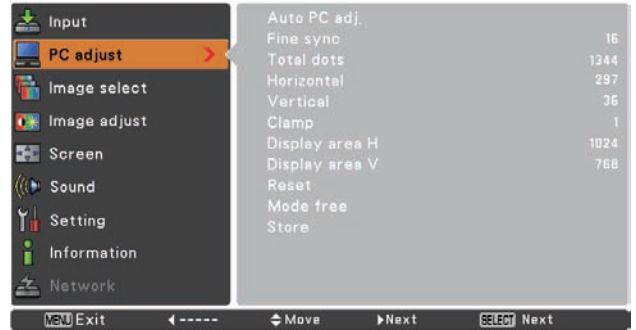 Input
PC adjust
Image select
Image adjust
Screen
Sound
Setting
Information
Network
Auto PC adj.
Fine sync 16
Total dots 1344
Horizontal 297
Vertical 36
Clamp 1
Display area H 1024
Display area V 768
Reset
Mode free
Store
MENU Exit ◀----- Move ▶Next SELECT Next